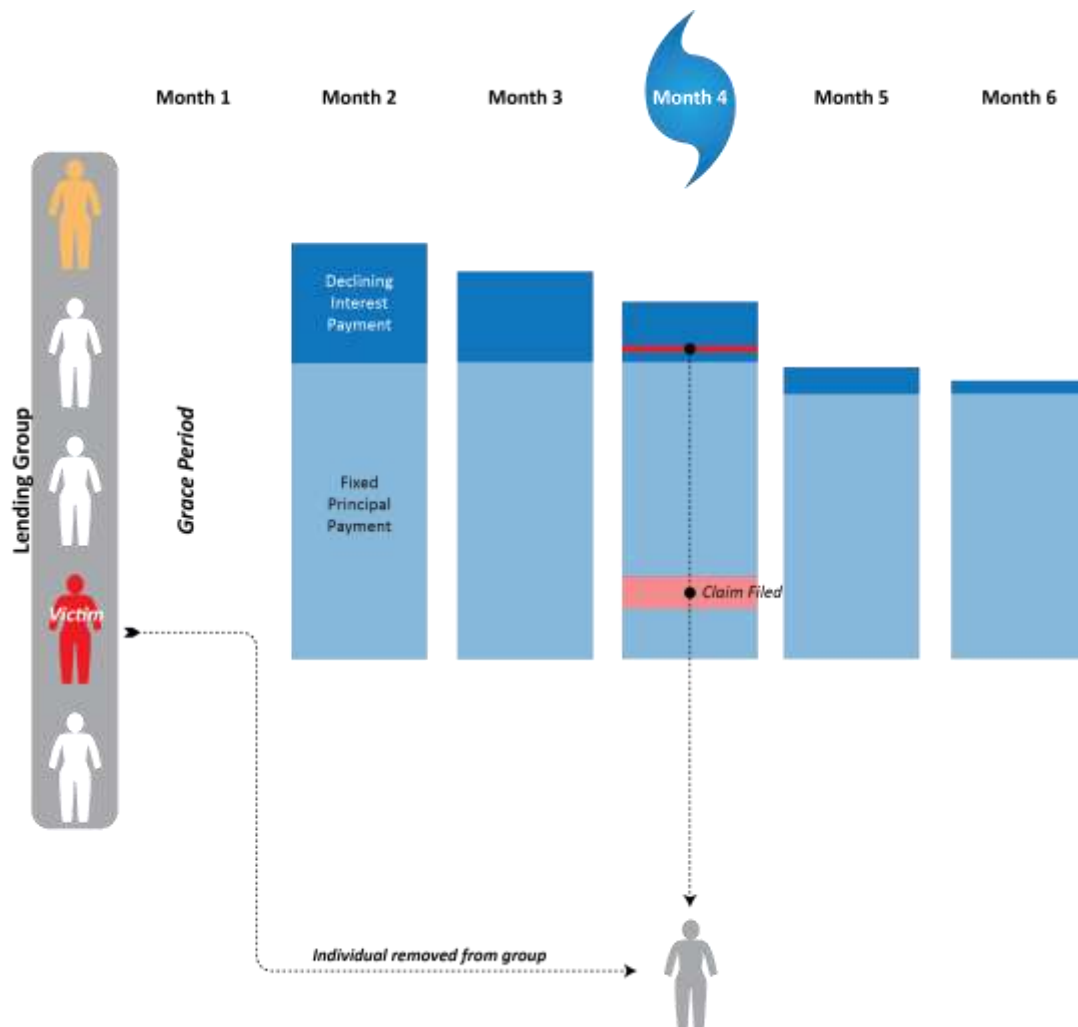 Month 1
Month 2
Month 3
Month 4
Month 5
Month 6
Lending Group
Grace Period
Declining
Interest
Payment
Fixed
Principal
Payment
Claim Filed
Victim
Individual removed from group